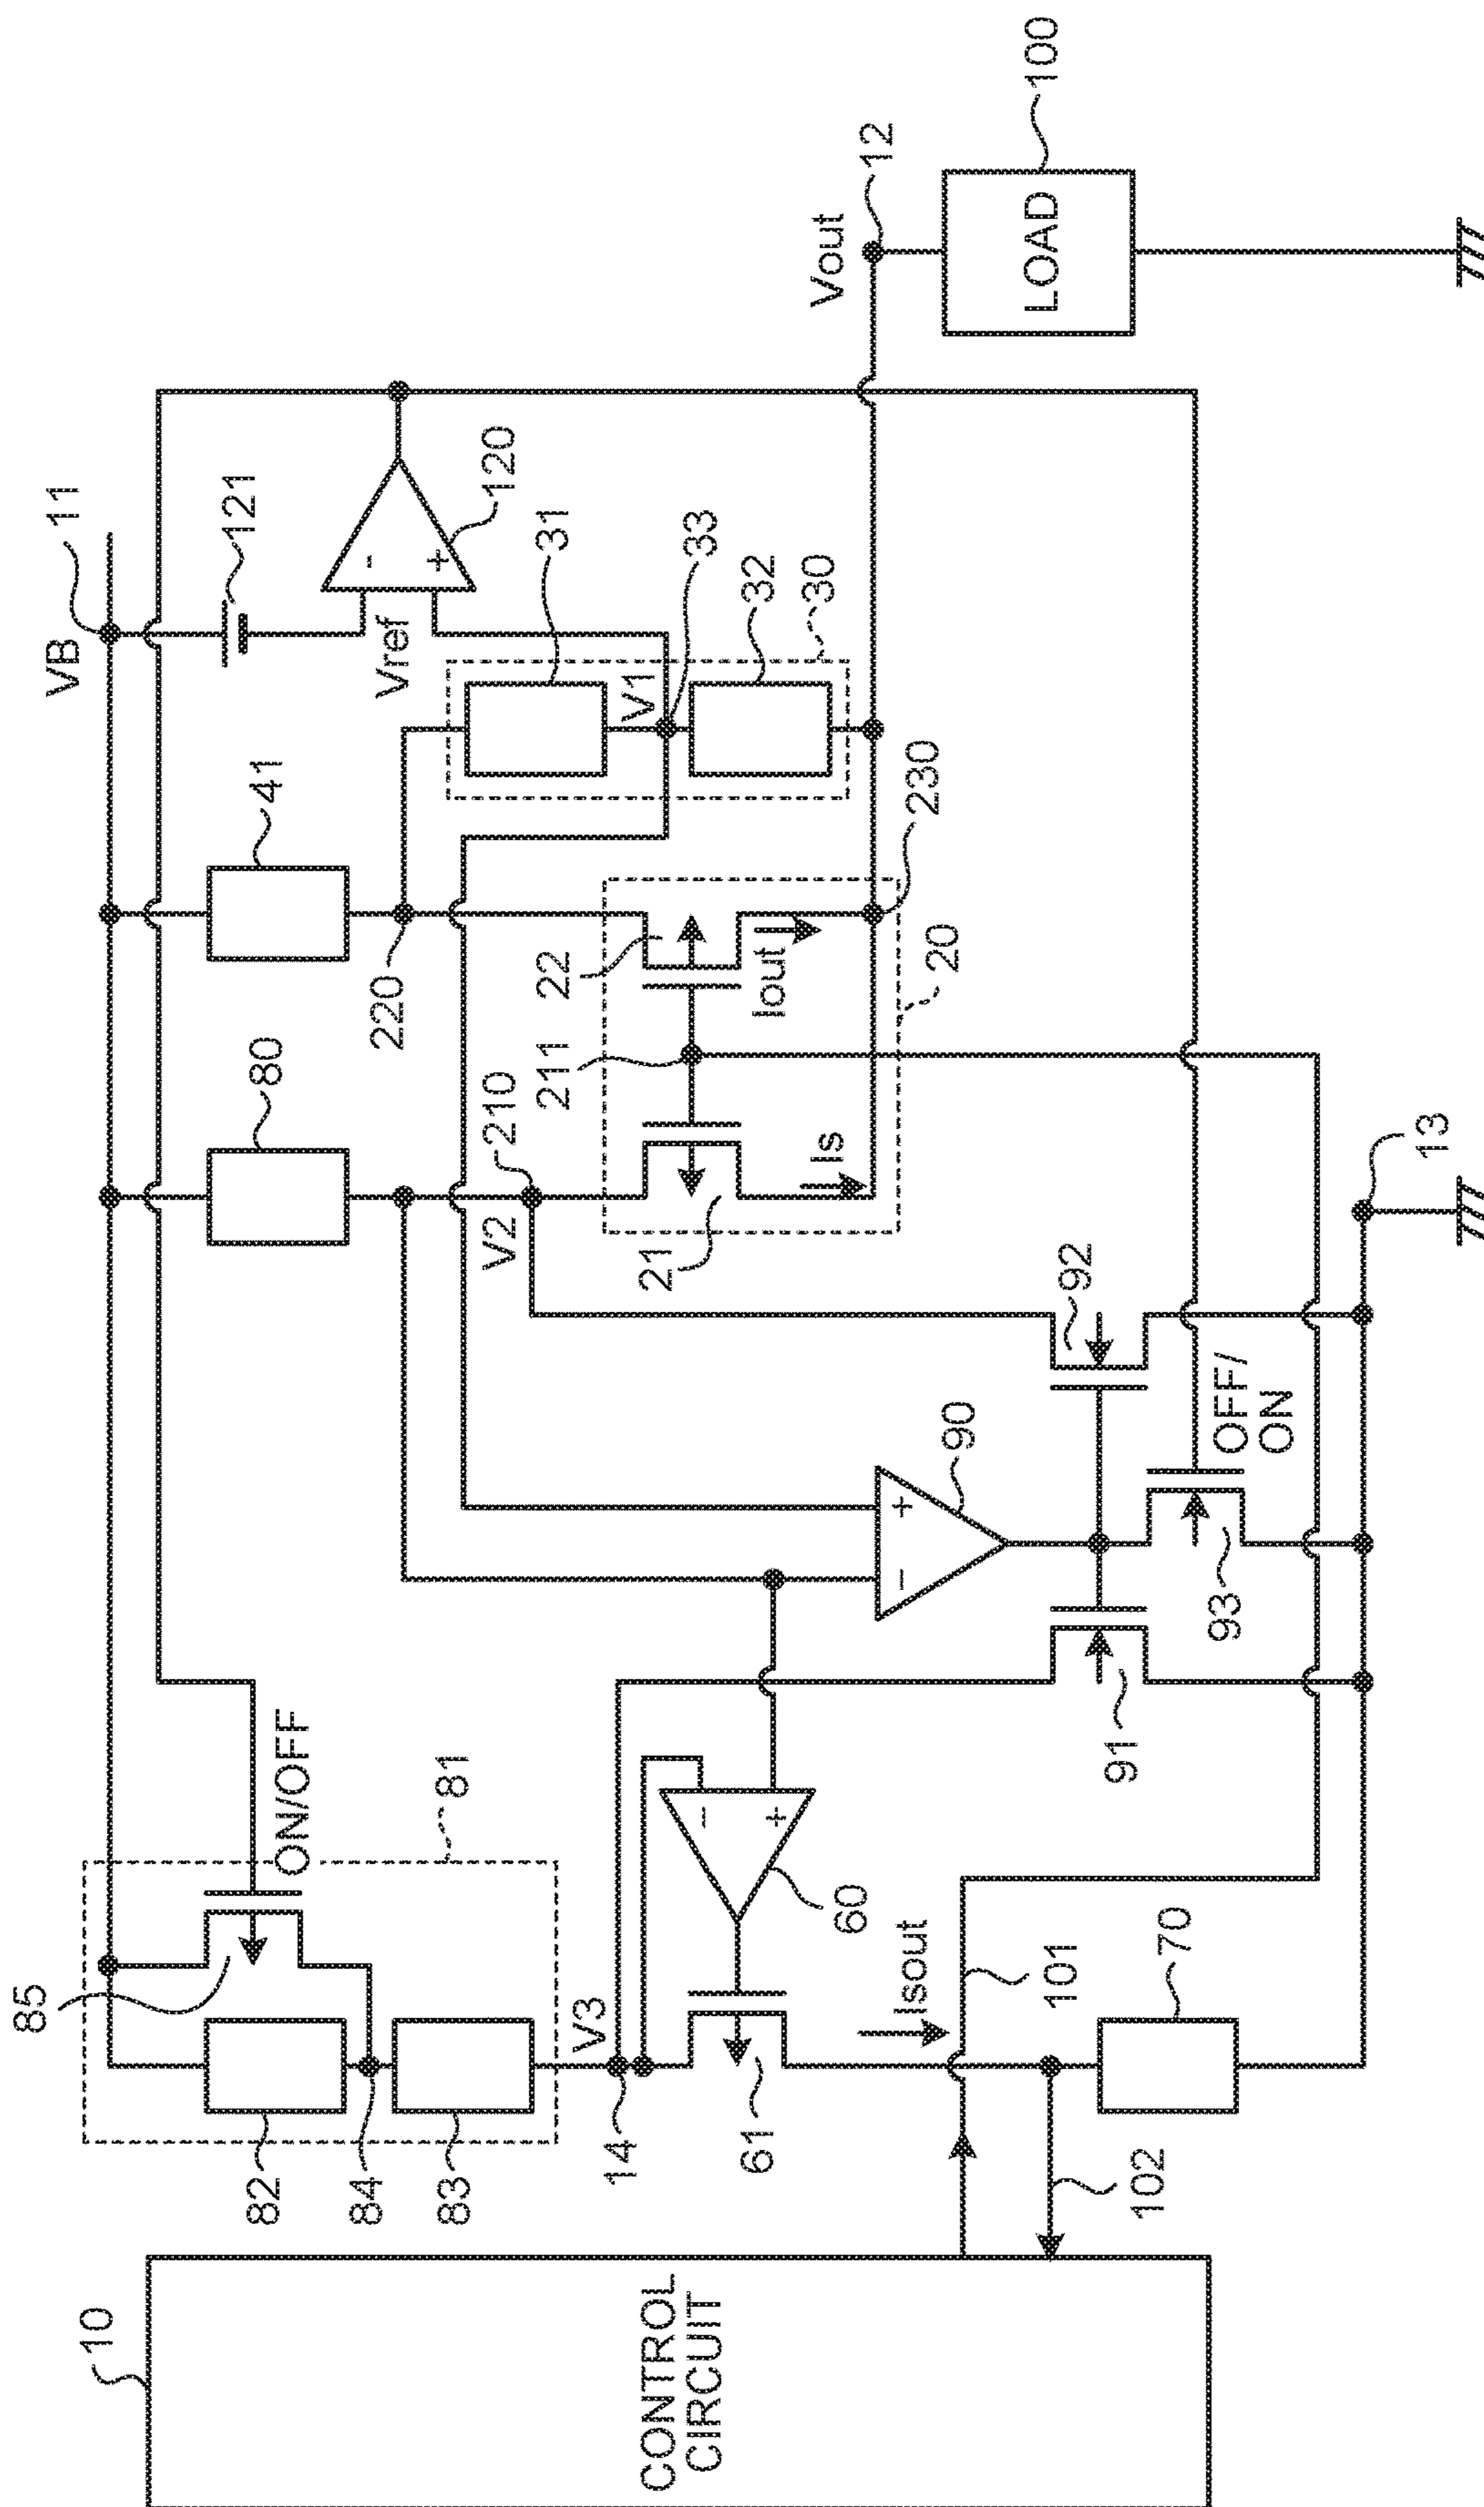 10
CONTROL
CIRCUIT
82
84
83
85
81
ON/OFF
V3
14
61
60
Isout
101
102
70
VB
11
121
41
80
220
210
V2
211
22
Iout
21
Is
20
230
Vref
-
+
120
31
V1
33
32
30
Vout
12
100
LOAD
-
+
-
+
90
91
92
93
OFF/
ON
13